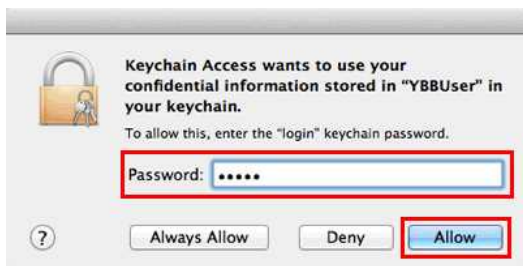 Keychain Access wants to use your
confidential information stored in “YBBUser” in
your keychain.
To allow this, enter the “login” keychain password.
Password: •••••
?
Always Allow
Deny
Allow